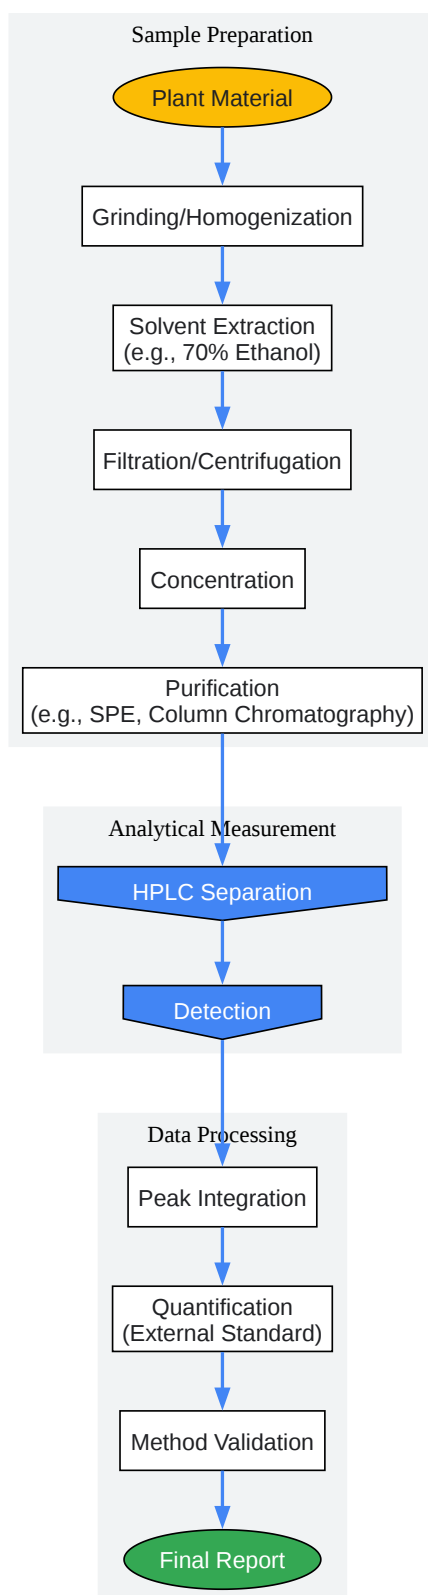 Sample Preparation
Plant Material
Grinding/Homogenization
Solvent Extraction
(e.g., 70% Ethanol)
Filtration/Centrifugation
Concentration
Purification
(e.g., SPE, Column Chromatography)
Analytical Measurement
HPLC Separation
Detection
Data Processing
Peak Integration
Quantification
(External Standard)
Method Validation
Final Report